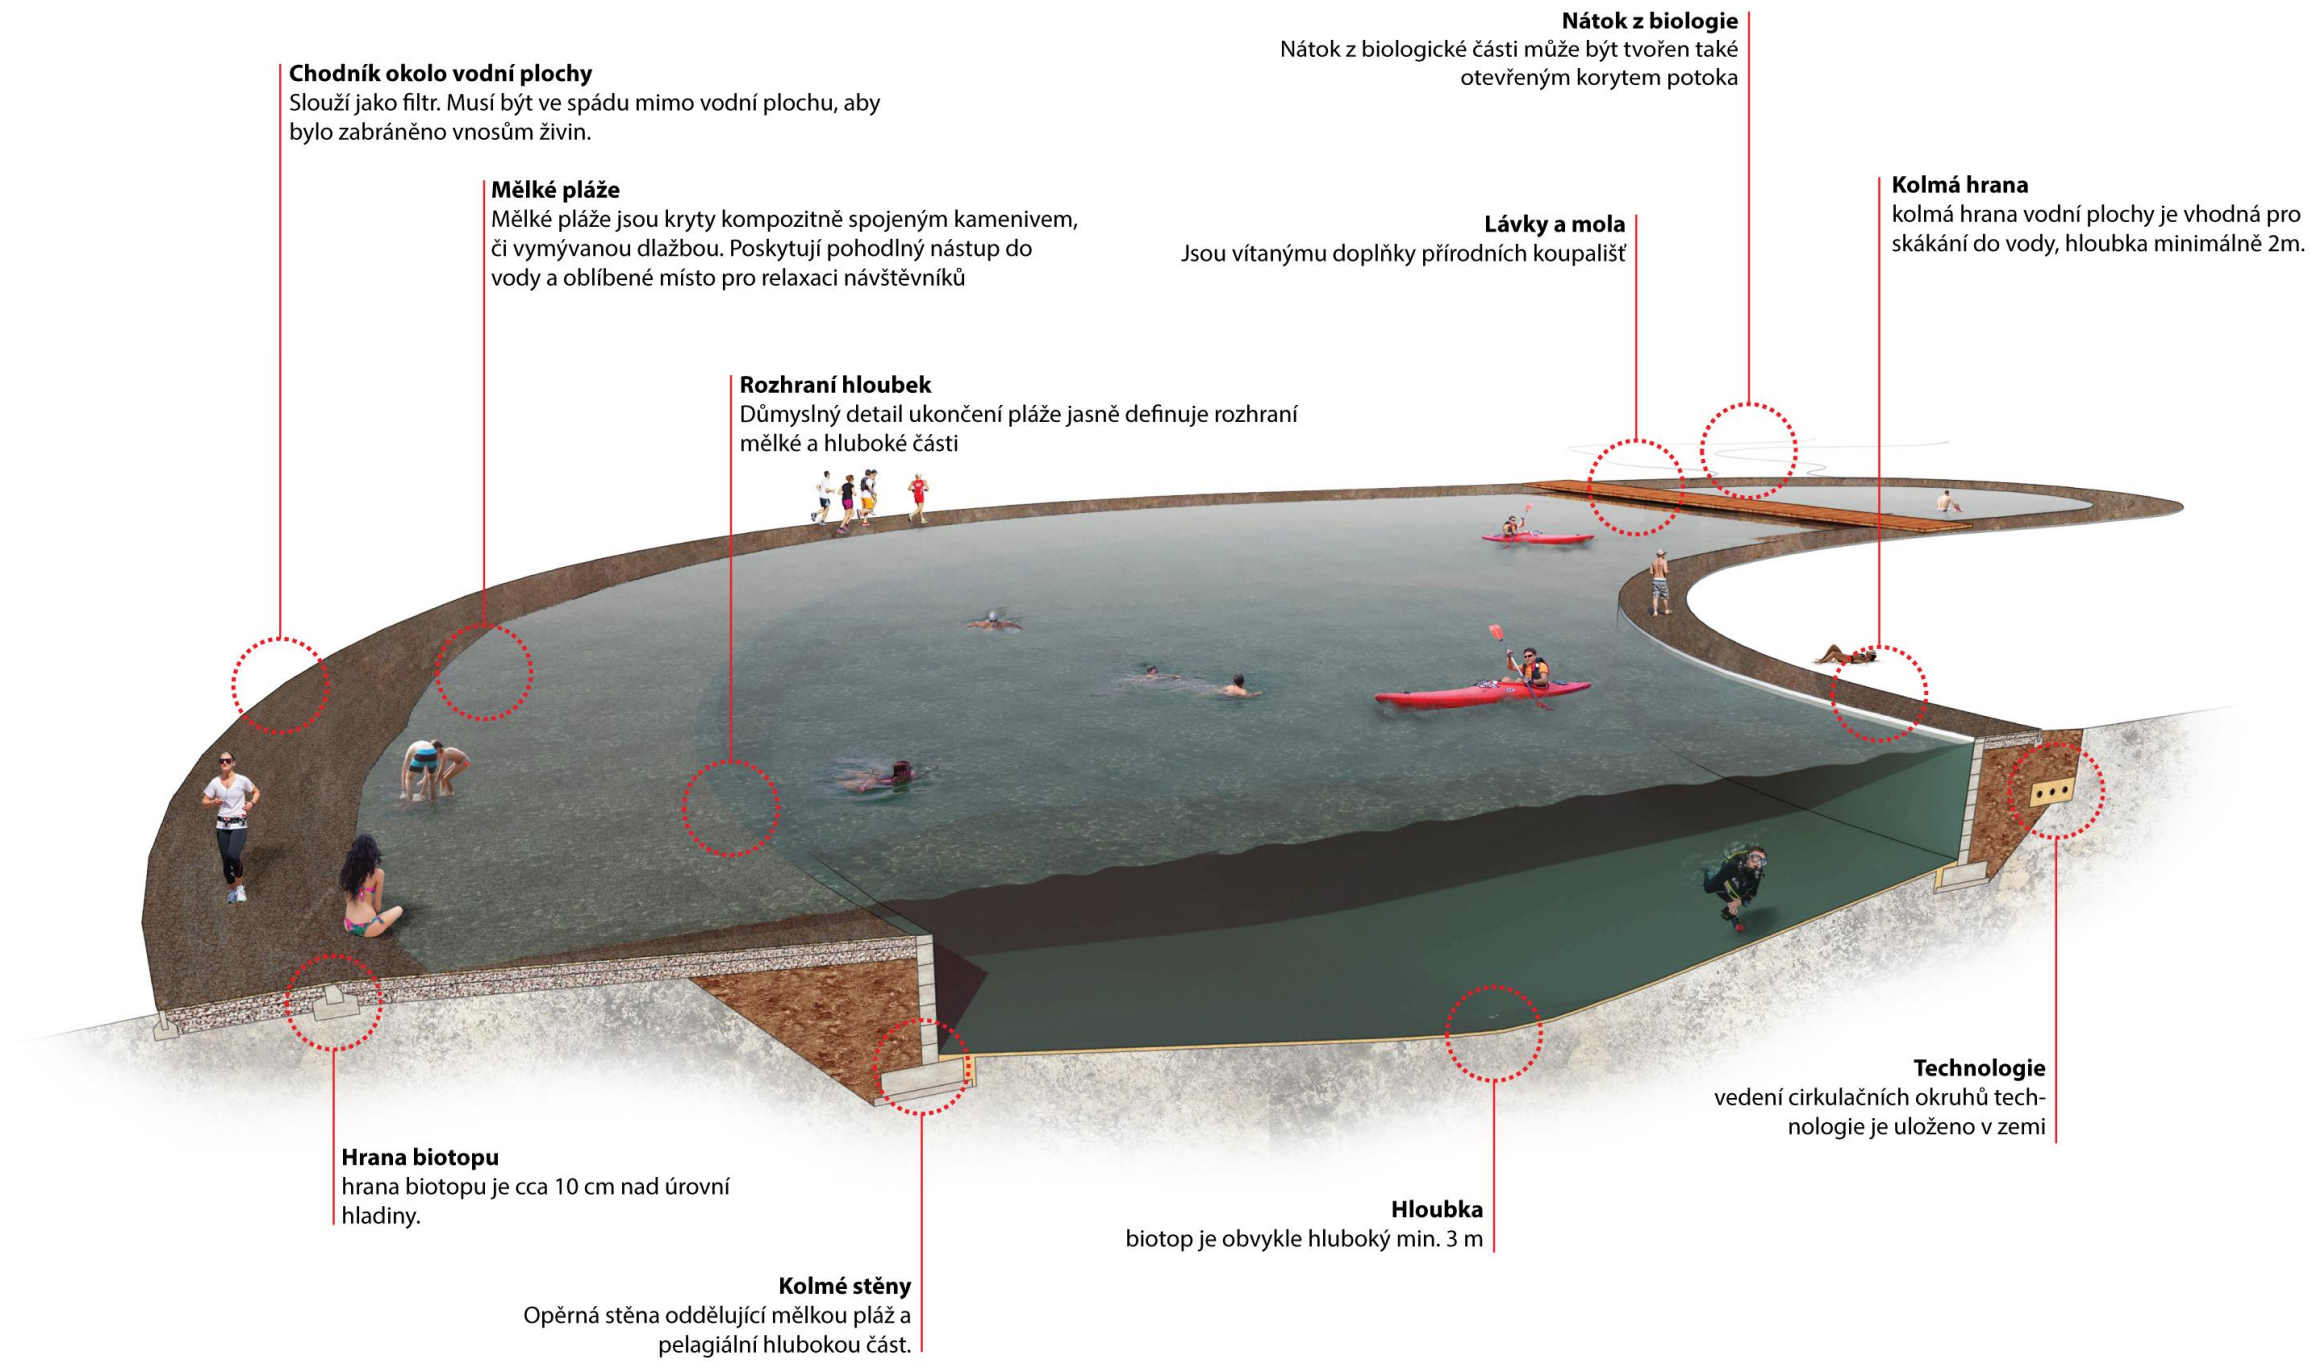 Nátok z biologie
Nátok z biologické části může být tvořen také
otevřeným korytem potoka
Chodník okolo vodní plochy
Slouží jako filtr. Musí být ve spádu mimo vodní plochu, aby
bylo zabráněno vnosům živin.
Mělké pláže
Mělké pláže jsou kryty kompozitně spojeným kamenivem,
či vymývanou dlažbou. Poskytují pohodlný nástup do
vody a oblíbené místo pro relaxaci návštěvníků
Lávky a mola
Jsou vítanýmu doplňky přírodních koupališť
Kolmá hrana
kolmá hrana vodní plochy je vhodná pro
skákání do vody, hloubka minimálně 2m.
Rozhraní hloubek
Důmyslný detail ukončení pláže jasně definuje rozhraní
mělké a hluboké části
Technologie
vedení cirkulačních okruhů tech-
nologie je uloženo v zemi
Hrana biotopu
hrana biotopu je cca 10 cm nad úrovní
hladiny.
Hloubka
biotop je obvykle hluboký min. 3 m
Kolmé stěny
Opěrná stěna oddělující mělkou pláž a
pelagiální hlubokou část.